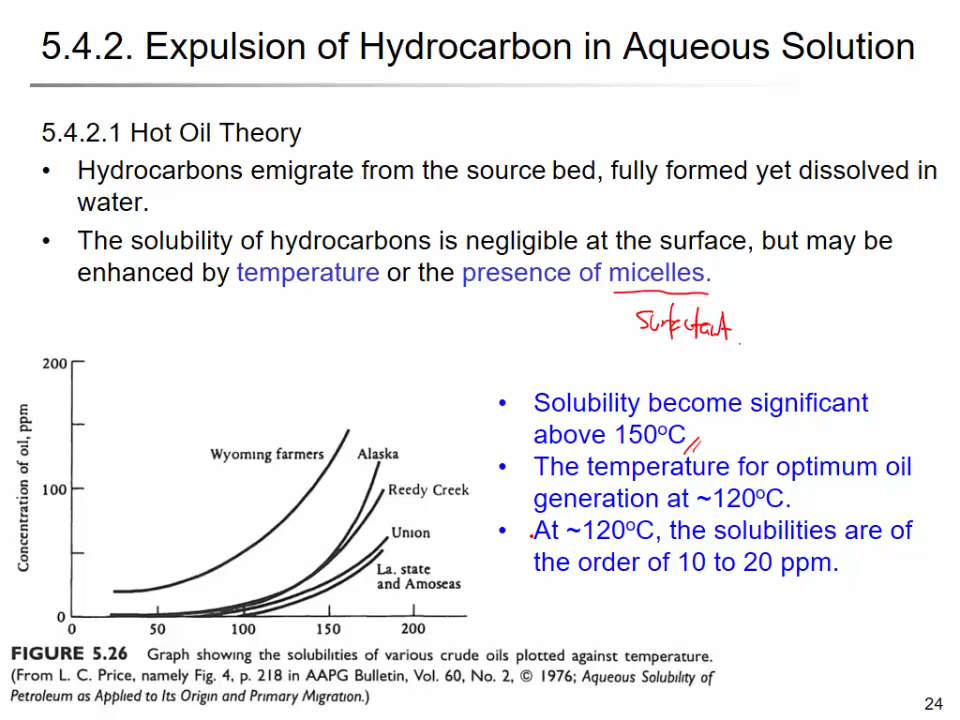 5.4.2. Expulsion of Hydrocarbon in Aqueous Solution
5.4.2.1 Hot Oil Theory
• Hydrocarbons emigrate from the source bed, fully formed yet dissolved in
water.
• The solubility of hydrocarbons is negligible at the surface, but may be
enhanced by temperature or the presence of micelles.
200
100
0
Concentration of oil, ppm
Wyoming farmers
Alaska
Reedy Creek
Union
La. state
and Amoseas
0 50 100 150 200
• Solubility become significant
above 150ºC
• The temperature for optimum oil
generation at ~120ºC.
• At ~120ºC, the solubilities are of
the order of 10 to 20 ppm.
FIGURE 5.26 Graph showing the solubilities of various crude oils plotted against temperature.
(From L. C. Price, namely Fig. 4, p. 218 in AAPG Bulletin, Vol. 60, No. 2, © 1976; Aqueous Solubility of
Petroleum as Applied to Its Origin and Primary Migration.)
24